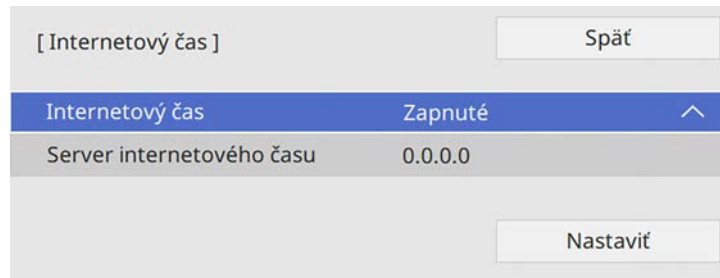 [ Internetový čas ]
Späť
Internetový čas Zapnuté
Server internetového času 0.0.0.0
Nastaviť